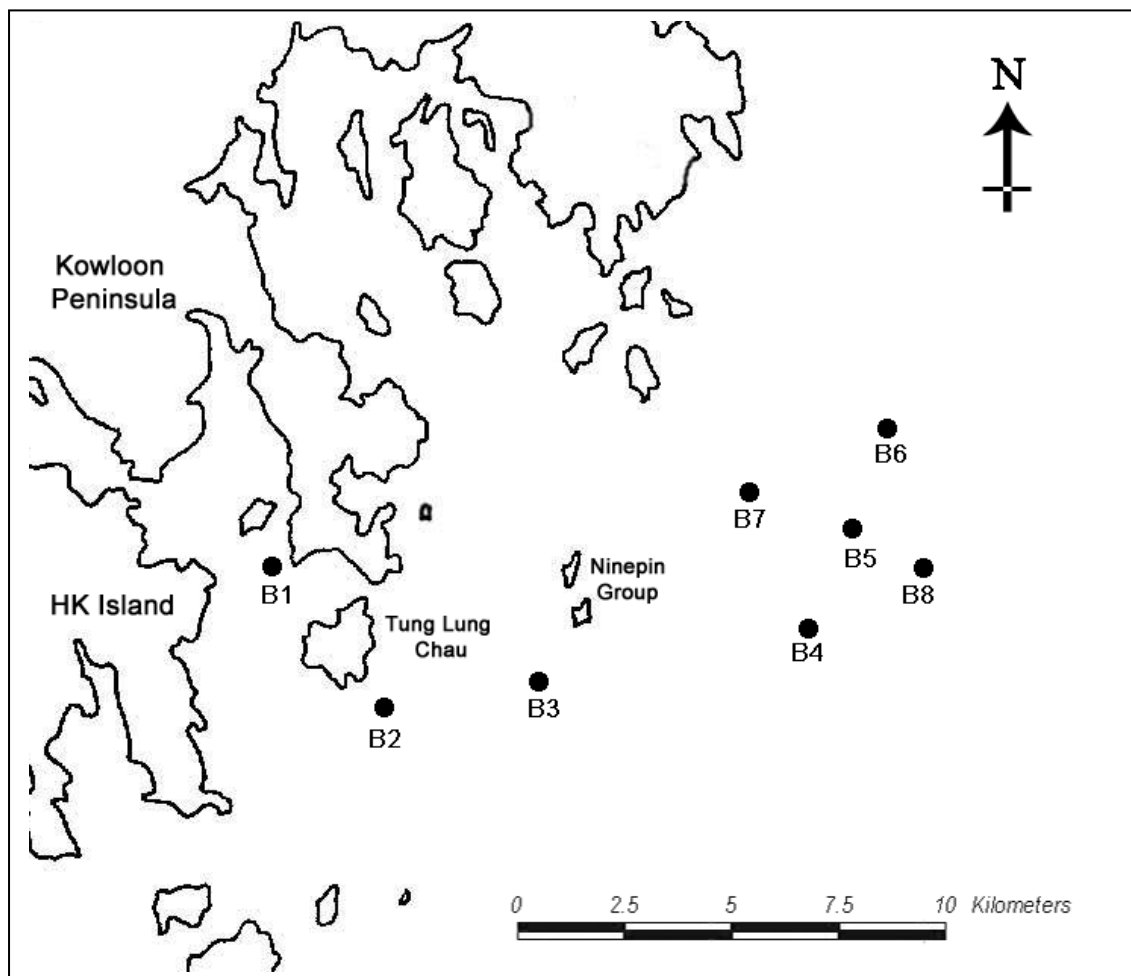 N
Kowloon
Peninsula
B6
B7
B5
Ninepin
Group
B8
B1
HK Island
Tung Lung
Chau
B4
B3
B2
0 2.5 5 7.5 10 Kilometers